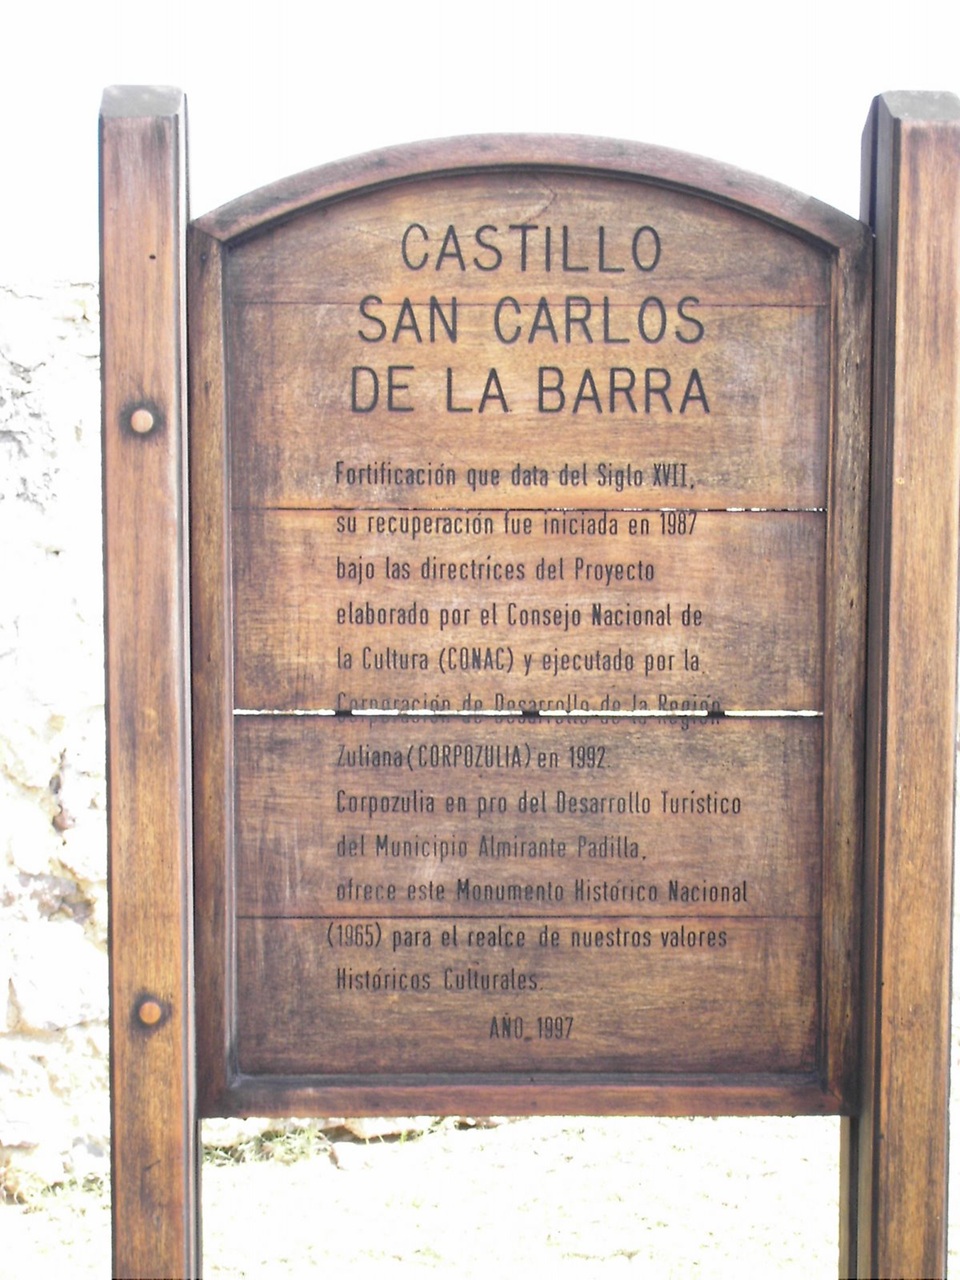 CASTILLO
SAN CARLOS
DE LA BARRA
Fortificación que data del Siglo XVII,
su recuperación fue iniciada en 1987
bajo las directríces del Proyecto
elaborado por el Consejo Nacional de
la Cultura (CONAC) y ejecutado por la
Corporación de Desarrollo de la Región
Zuliana (CORPOZULIA) en 1992.
Corpozulia en pro del Desarrollo Turístico
del Municipio Almirante Padilla,
ofrece este Monumento Histórico Nacional
(1965) para el realce de nuestros valores
Históricos Culturales.
AÑO 1997